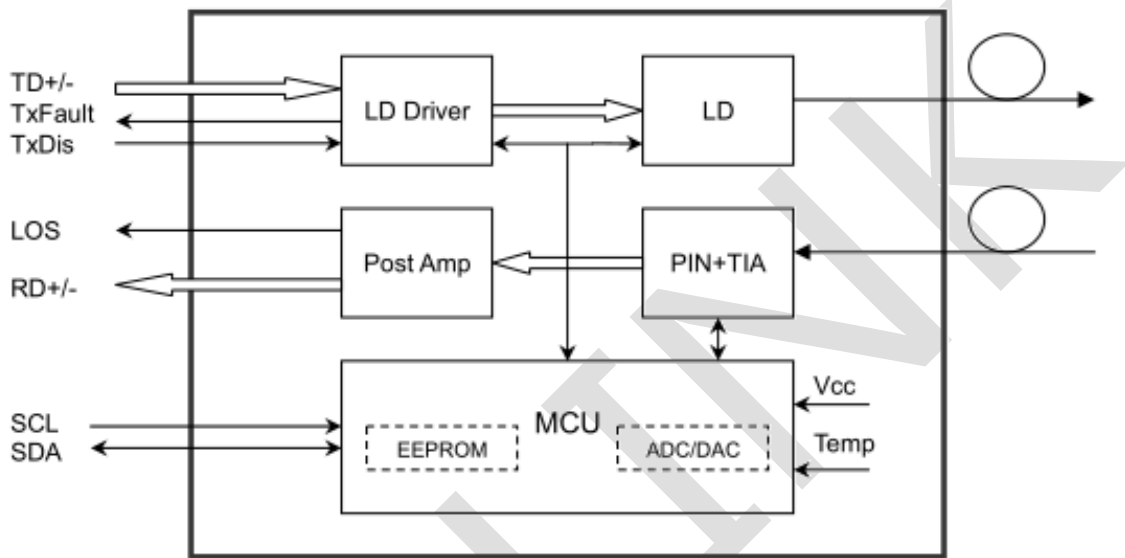 TD+/-
TxFault
TxDis
LD Driver
LD
LOS
RD+/-
Post Amp
PIN+TIA
SCL
SDA
MCU
EEPROM
ADC/DAC
Vcc
Temp
LINK